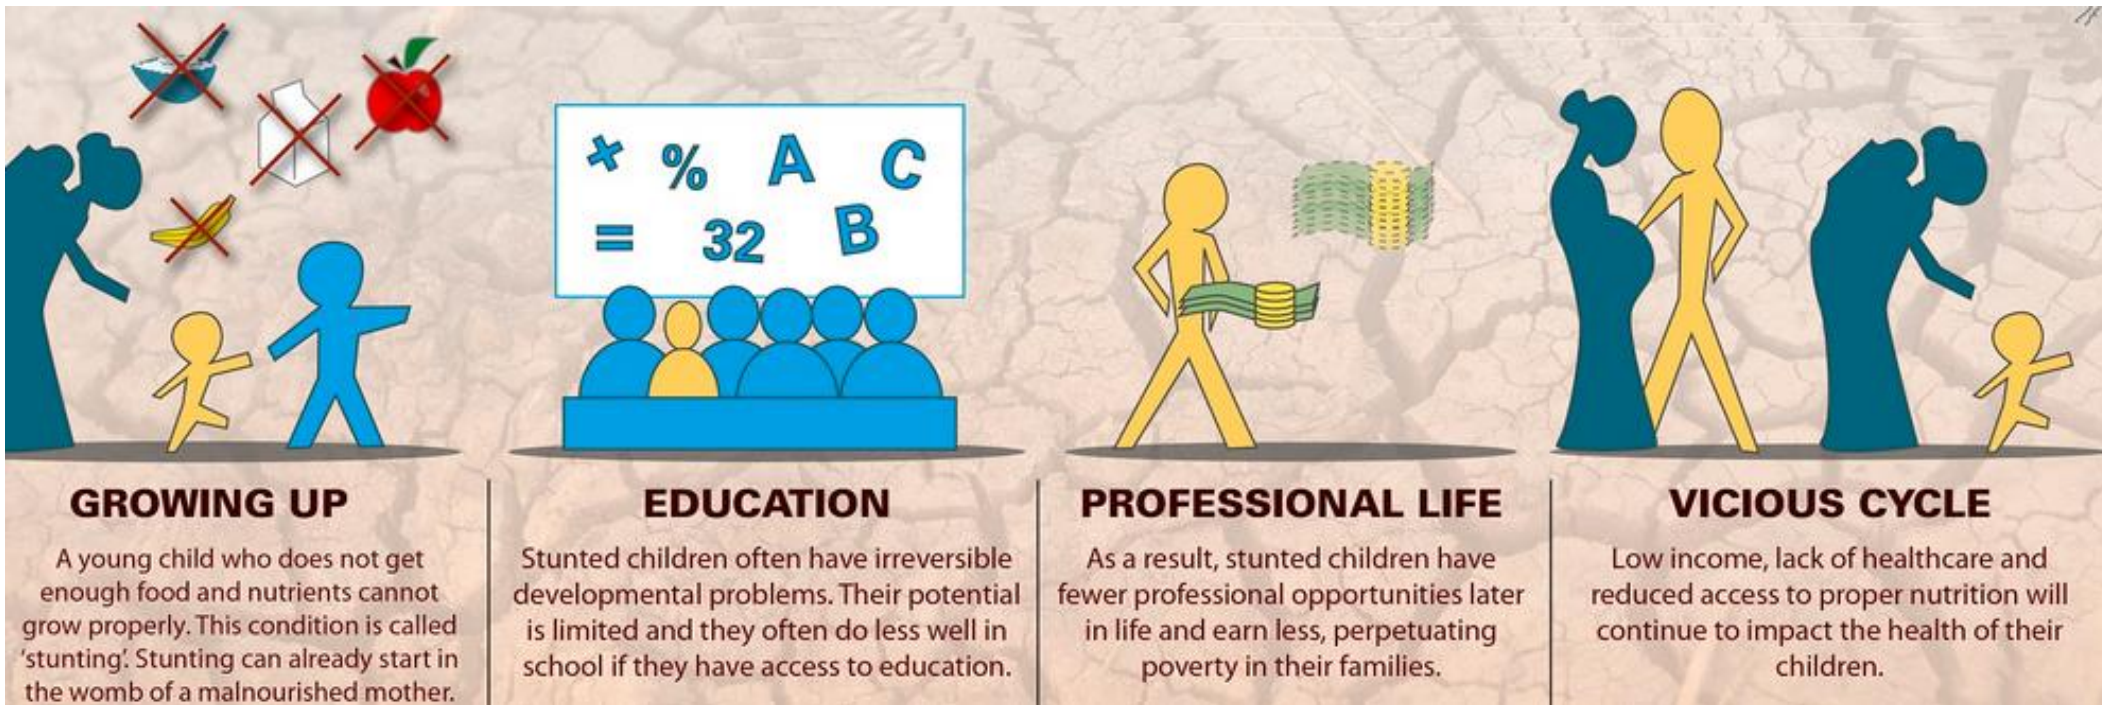 + % A C
= 32 B
GROWING UP
A young child who does not get
enough food and nutrients cannot
grow properly. This condition is called
'stunting'. Stunting can already start in
the womb of a malnourished mother.
EDUCATION
Stunted children often have irreversible
developmental problems. Their potential
is limited and they often do less well in
school if they have access to education.
PROFESSIONAL LIFE
As a result, stunted children have
fewer professional opportunities later
in life and earn less, perpetuating
poverty in their families.
VICIOUS CYCLE
Low income, lack of healthcare and
reduced access to proper nutrition will
continue to impact the health of their
children.